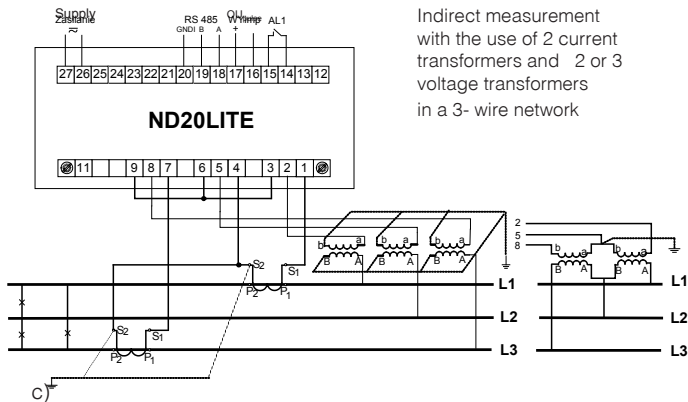 Supply
Zasilanie
RS 485
GNDI B A
+
AL1
Indirect measurement
with the use of 2 current
transformers and 2 or 3
voltage transformers
in a 3- wire network
27 26 25 24 23 22 21 20 19 18 17 16 15 14 13 12
ND20LITE
11 9 8 7 6 5 4 3 2 1
b a b a b a
B A B A B A
2
5
8
b a b a
B A B A
S2 S1
P2 P1
L1 L1
L2 L2
S2 S1
P2 P1
L3 L3
C)